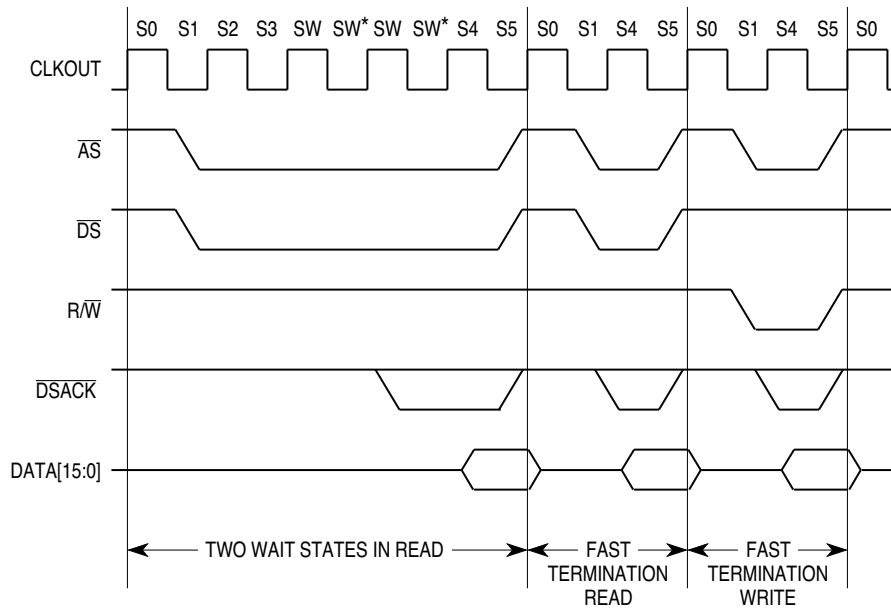 S0 S1 S2 S3 SW SW* SW SW* S4 S5 S0 S1 S4 S5 S0 S1 S4 S5 S0
CLKOUT
AS
DS
R/W
DSACK
DATA[15:0]
TWO WAIT STATES IN READ
FAST
TERMINATION
READ
FAST
TERMINATION
WRITE